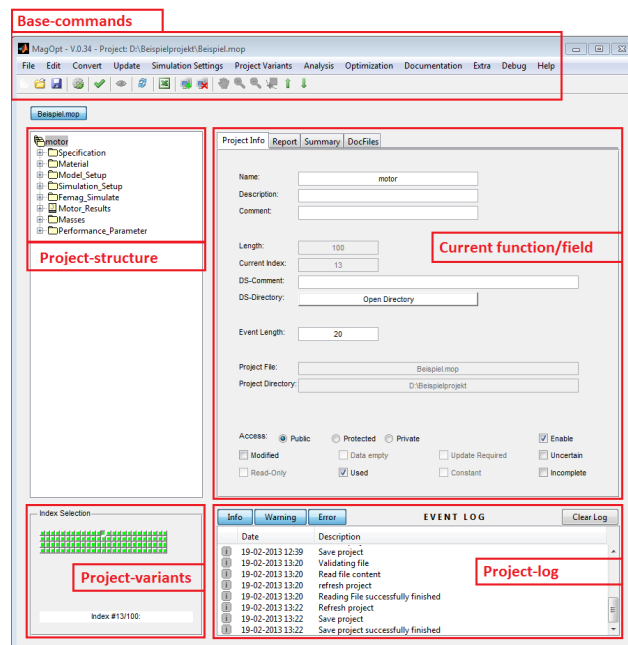 Base-commands
MagOpt - V.0.34 - Project: D:\Beispielprojekt\Beispiel.mop
File Edit Convert Update Simulation Settings Project Variants Analysis Optimization Documentation Extra Debug Help
Beispiel.mop
motor
Specification
Material
Model_Setup
Simulation_Setup
Femag_Simulate
Motor_Results
Masses
Performance_Parameter
Project-structure
Project Info Report Summary DocFiles
Name: motor
Description:
Comment:
Length: 100
Current Index: 13
DS-Comment:
DS-Directory: Open Directory
Event Length: 20
Project File: Beispiel.mop
Project Directory: D:\Beispielprojekt
Current function/field
Access: Public Protected Private Enable
Modified Data empty Update Required Uncertain
Read-Only Used Constant Incomplete
Index Selection
Project-variants
Index #13/100:
Info Warning Error EVENT LOG Clear Log
Date Description
19-02-2013 12:39 Save project
19-02-2013 13:20 Validating file
19-02-2013 13:20 Read file content
19-02-2013 13:20 refresh project
19-02-2013 13:20 Reading File successfully finished
19-02-2013 13:22 Refresh project
19-02-2013 13:22 Save project
19-02-2013 13:22 Save project successfully finished
Project-log